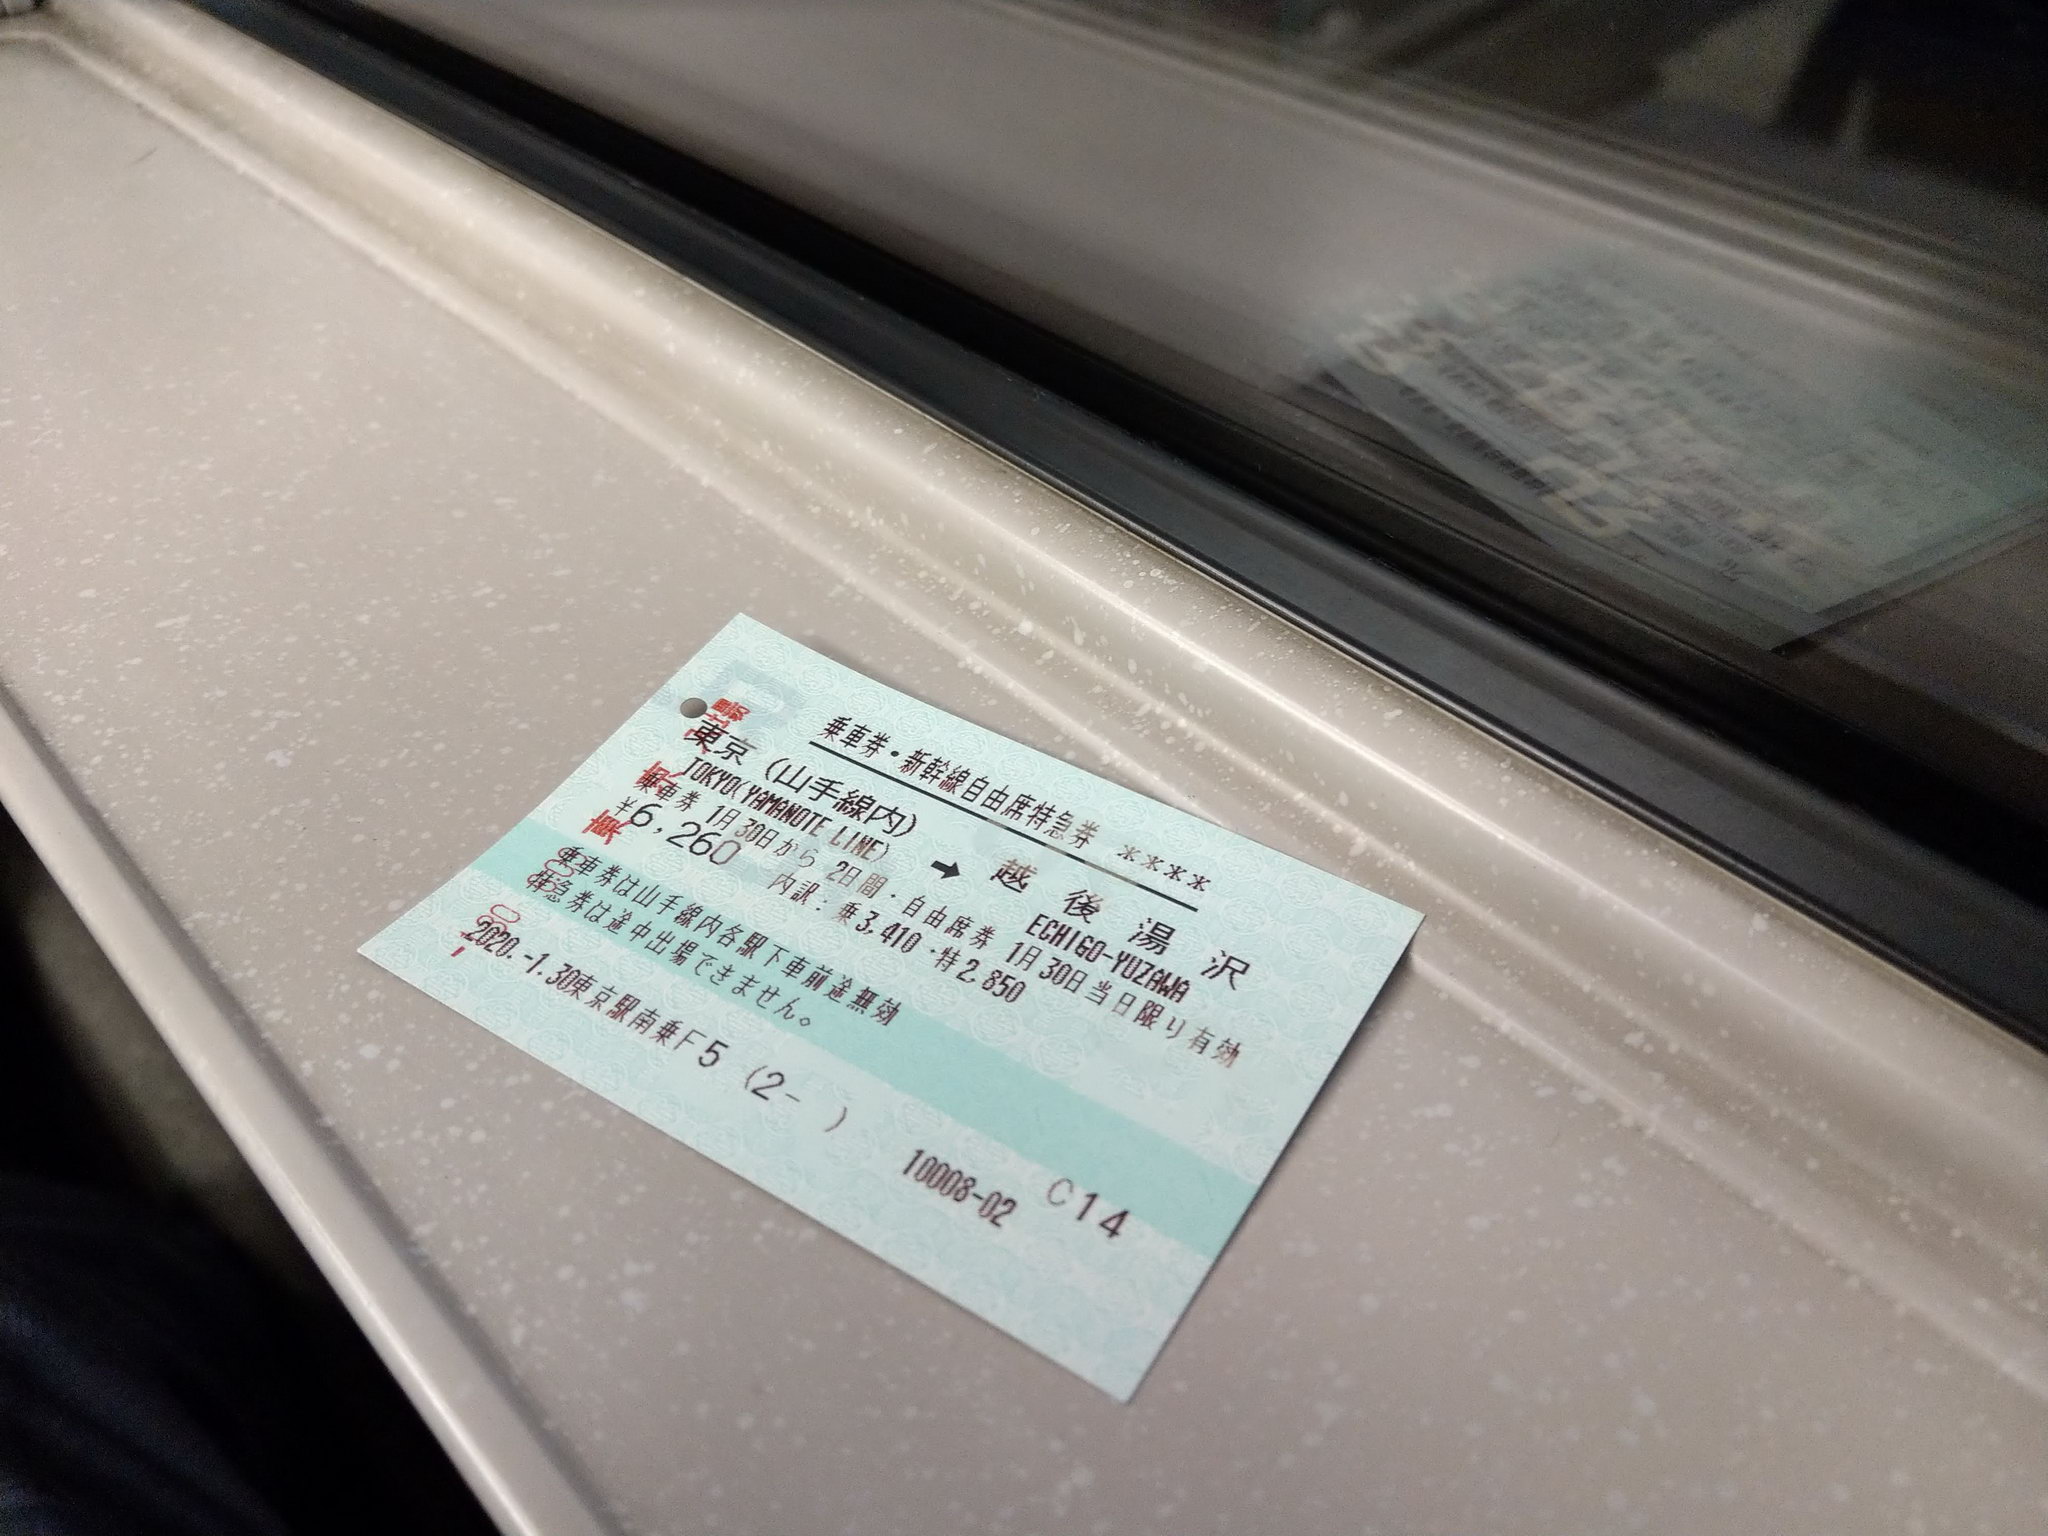 乗車券・新幹線自由席特急券 ****
東京(山手線内) ➡ 越後湯沢
TOKYO(YAMANOTE LINE) ECHIGO-YUZAWA
乗車券 1月30日から 2日間・自由席券 1月30日当日限り有効
¥6,260 内訳:乗3,410・特2,850
乗車券は山手線内各駅下車前途無効
特急券は途中出場できません。
2020.-1.30東京駅南乗F5 (2- )
10008-02 C14